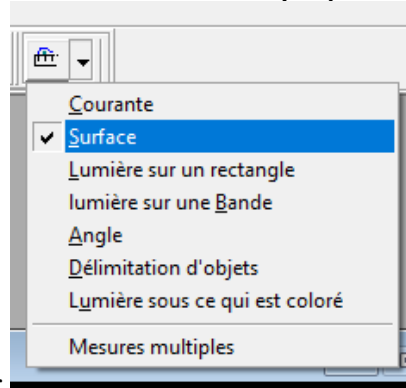 Courante
Surface
Lumière sur un rectangle
lumière sur une Bande
Angle
Délimitation d'objets
Lumière sous ce qui est coloré
Mesures multiples